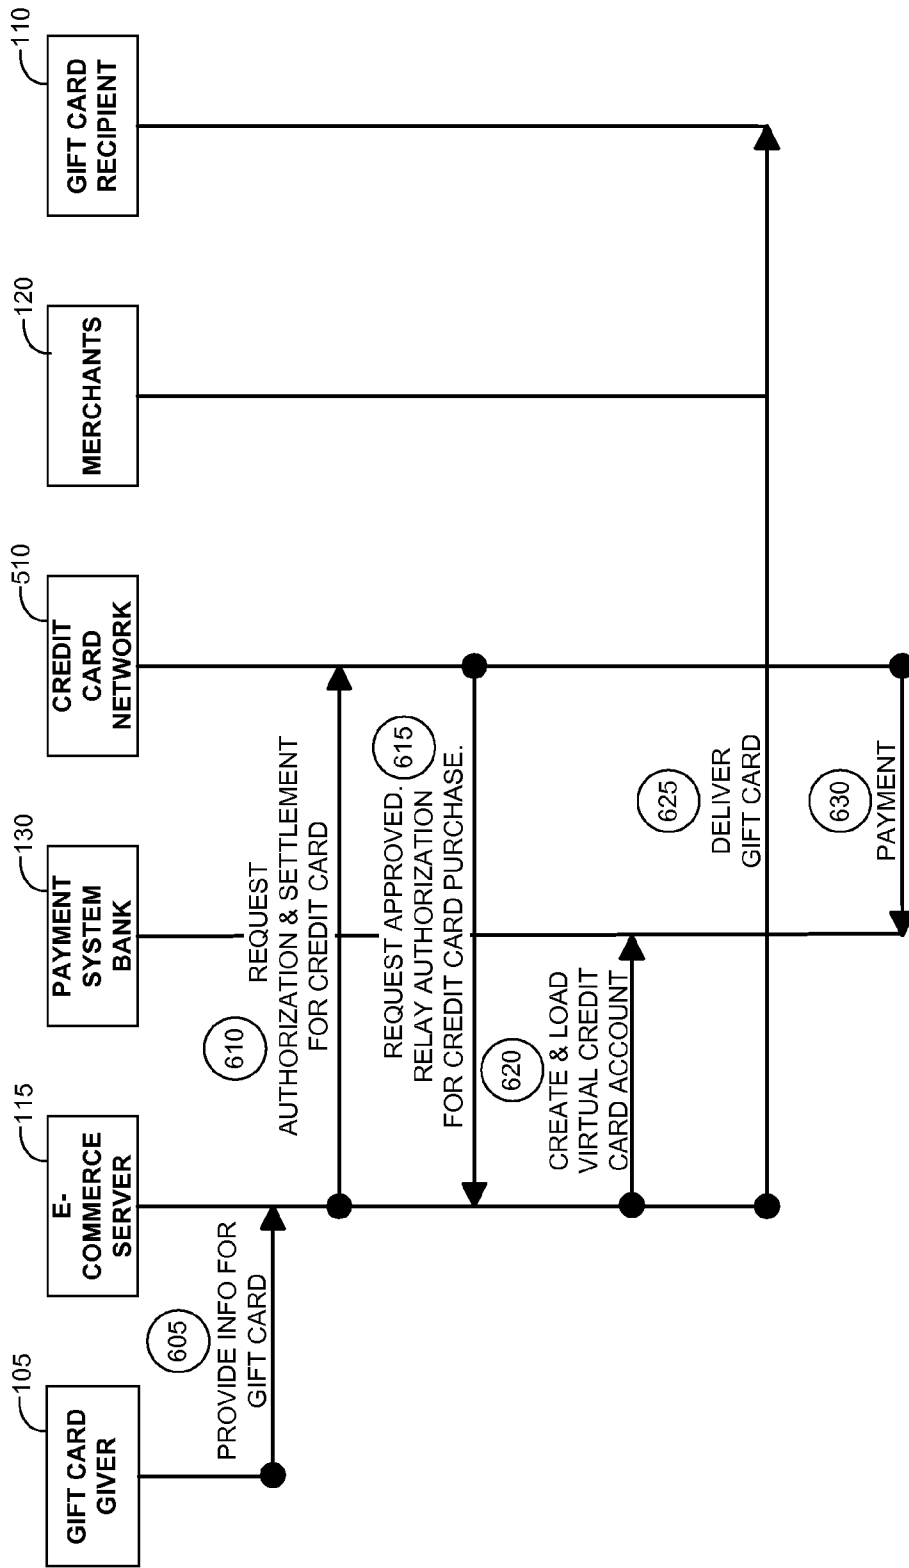 105
GIFT CARD
GIVER
115
E-
COMMERCE
SERVER
130
PAYMENT
SYSTEM
BANK
510
CREDIT
CARD
NETWORK
120
MERCHANTS
110
GIFT CARD
RECIPIENT
605
PROVIDE INFO FOR
GIFT CARD
610
REQUEST
AUTHORIZATION & SETTLEMENT
FOR CREDIT CARD
615
REQUEST APPROVED.
RELAY AUTHORIZATION
FOR CREDIT CARD PURCHASE.
620
CREATE & LOAD
VIRTUAL CREDIT
CARD ACCOUNT
625
DELIVER
GIFT CARD
630
PAYMENT